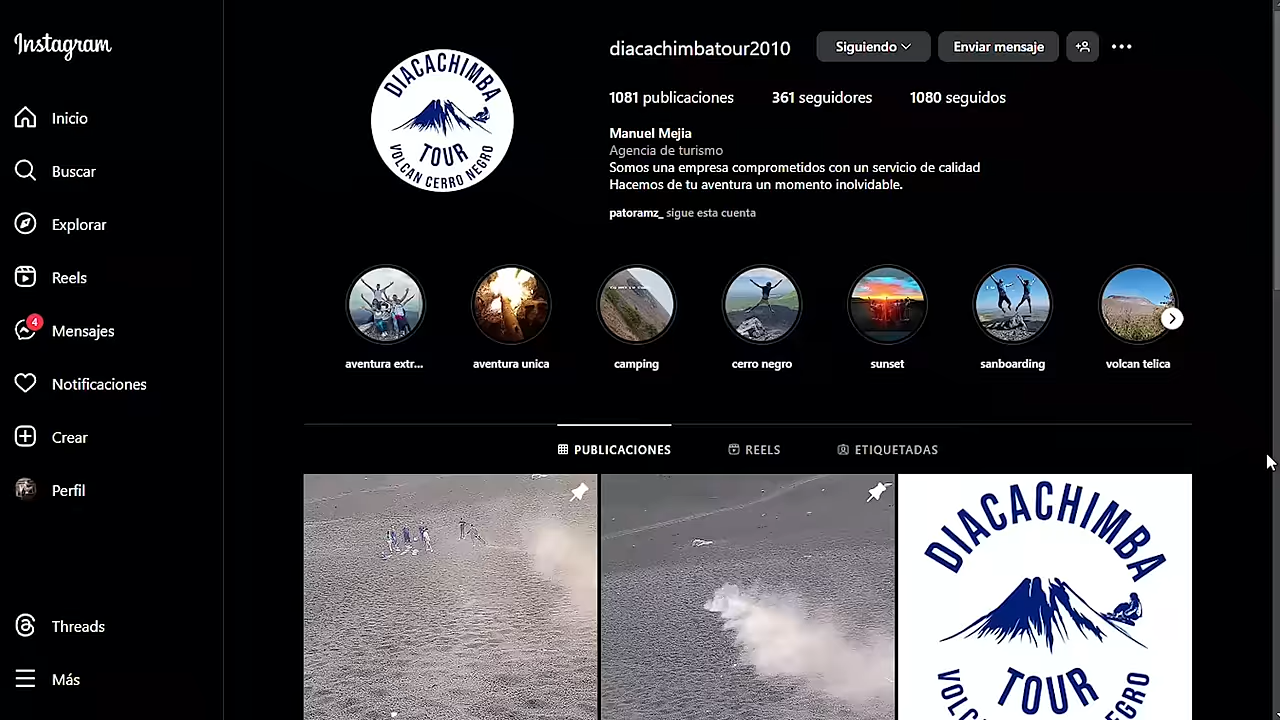 Instagram
Inicio
Buscar
Explorar
Reels
4
Mensajes
Notificaciones
Crear
Perfil
Threads
Más
DIACACHIMBA
TOUR
VOLCAN CERRO NEGRO
diacachimbatour2010
Siguiendo
Enviar mensaje
1081 publicaciones 361 seguidores 1080 seguidos
Manuel Mejia
Agencia de turismo
Somos una empresa comprometidos con un servicio de calidad
Hacemos de tu aventura un momento inolvidable.
patoramz_ sigue esta cuenta
aventura extr...
aventura unica
camping
cerro negro
sunset
sanboarding
volcan telica
PUBLICACIONES
REELS
ETIQUETADAS
DIACACHIMBA
TOUR